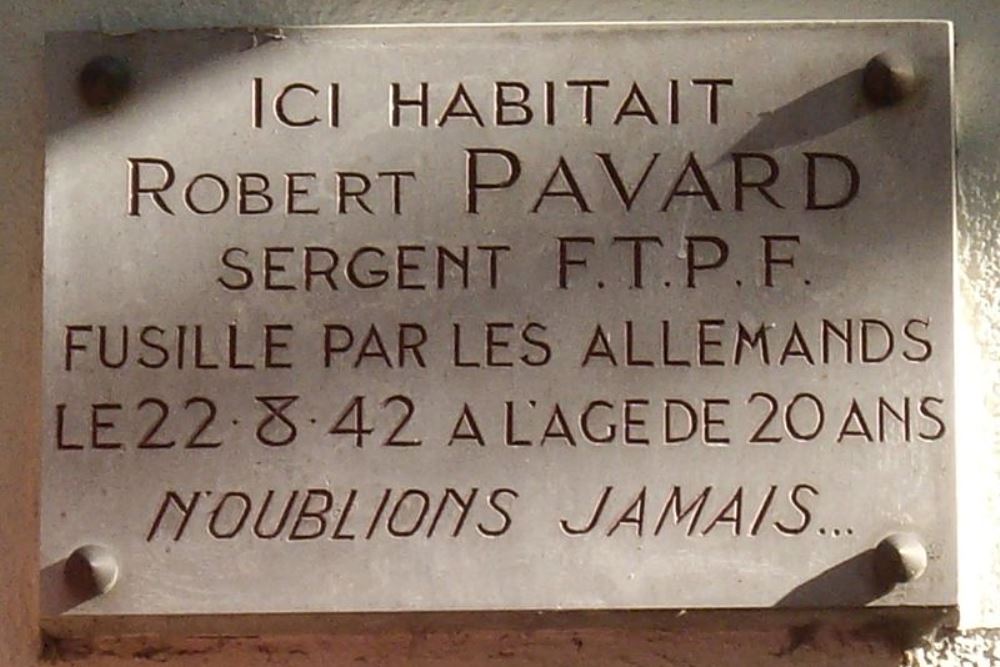 ICI HABITAIT
ROBERT PAVARD
SERGENT F.T.P.F.
FUSILLE PAR LES ALLEMANDS
LE 22·8·42 A L'AGE DE 20 ANS
N'OUBLIONS JAMAIS...